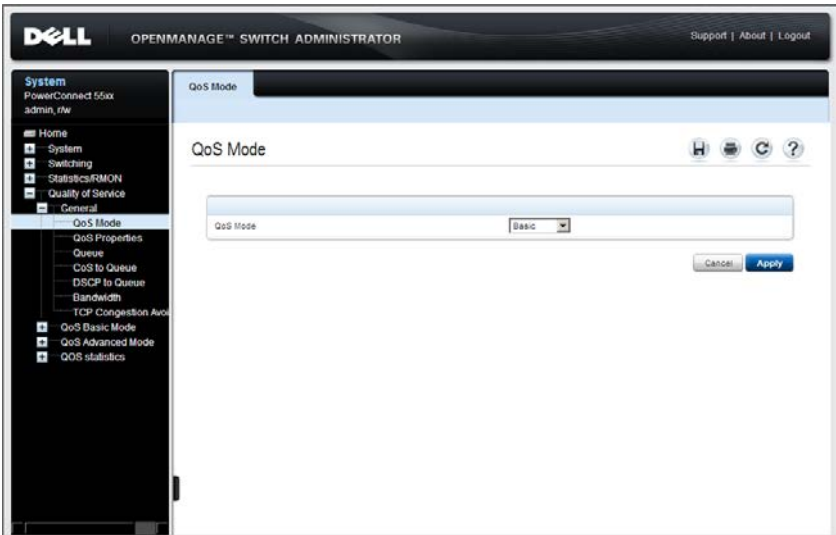 DELL
OPENMANAGE™ SWITCH ADMINISTRATOR
Support | About | Logout
System
PowerConnect 55xx
admin, r/w
Home
System
Switching
Statistics/RMON
Quality of Service
General
QoS Mode
QoS Properties
Queue
CoS to Queue
DSCP to Queue
Bandwidth
TCP Congestion Avoi
QoS Basic Mode
QoS Advanced Mode
QOS statistics
QoS Mode
QoS Mode
?
QoS Mode
Basic
Cancel
Apply